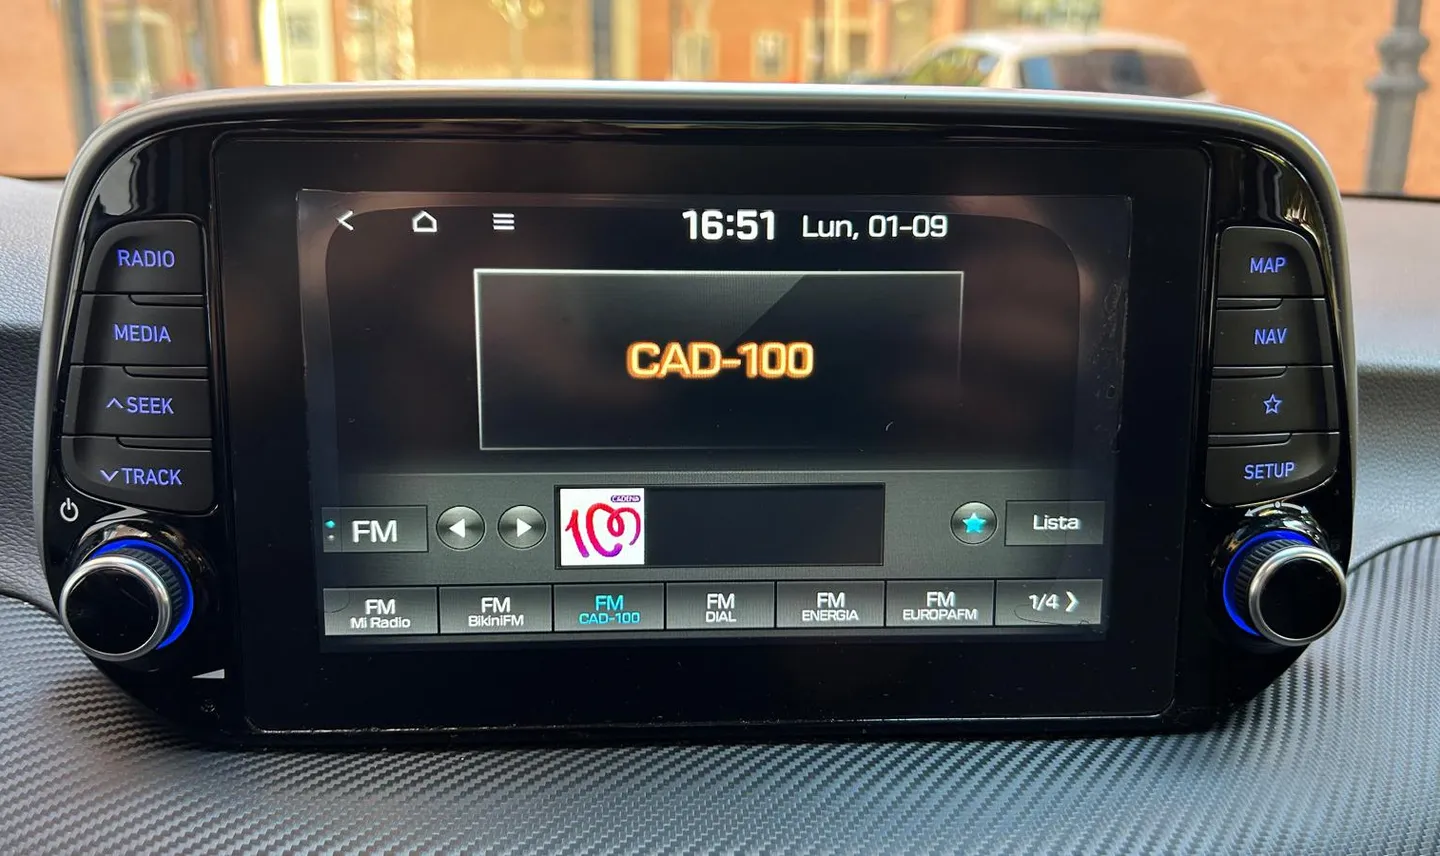 16:51 Lun, 01-09
RADIO
MEDIA
SEEK
TRACK
CAD-100
MAP
NAV
SETUP
FM
CADENA
100
Lista
FM
Mi Radio
FM
BikiniFM
FM
CAD-100
FM
DIAL
FM
ENERGIA
FM
EUROPAFM
1/4